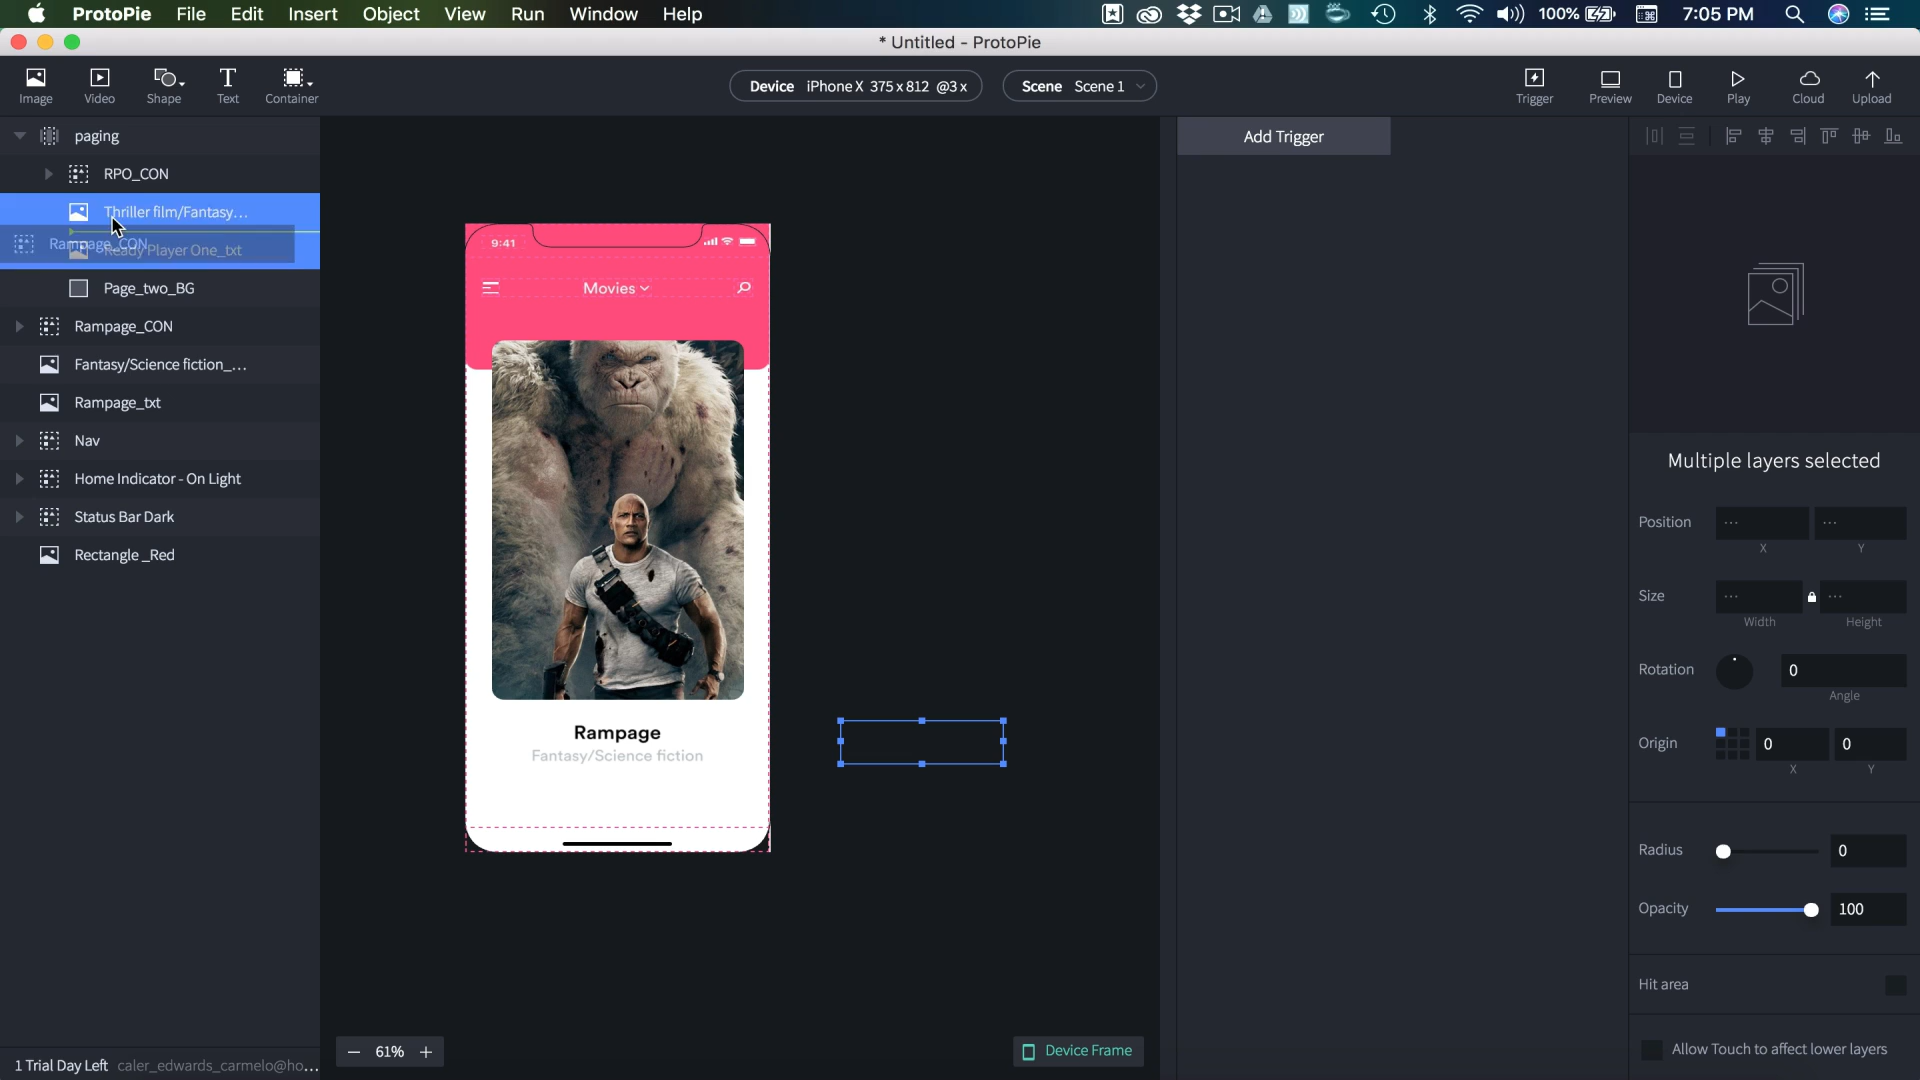 ProtoPie File Edit Insert Object View Run Window Help 100% 7:05 PM
* Untitled - ProtoPie
Image Video Shape Text Container
Device iPhone X 375 x 812 @3 x Scene Scene 1
Trigger Preview Device Play Cloud Upload
paging
RPO_CON
Thriller film/Fantasy...
Rampage_CON
Ready Player One_txt
Page_two_BG
Rampage_CON
Fantasy/Science fiction_...
Rampage_txt
Nav
Home Indicator - On Light
Status Bar Dark
Rectangle _Red
1 Trial Day Left caler_edwards_carmelo@ho...
9:41
Movies
Rampage
Fantasy/Science fiction
61%
Device Frame
Add Trigger
Multiple layers selected
Position ... ...
X Y
Size ... ...
Width Height
Rotation 0
Angle
Origin 0 0
X Y
Radius 0
Opacity 100
Hit area
Allow Touch to affect lower layers